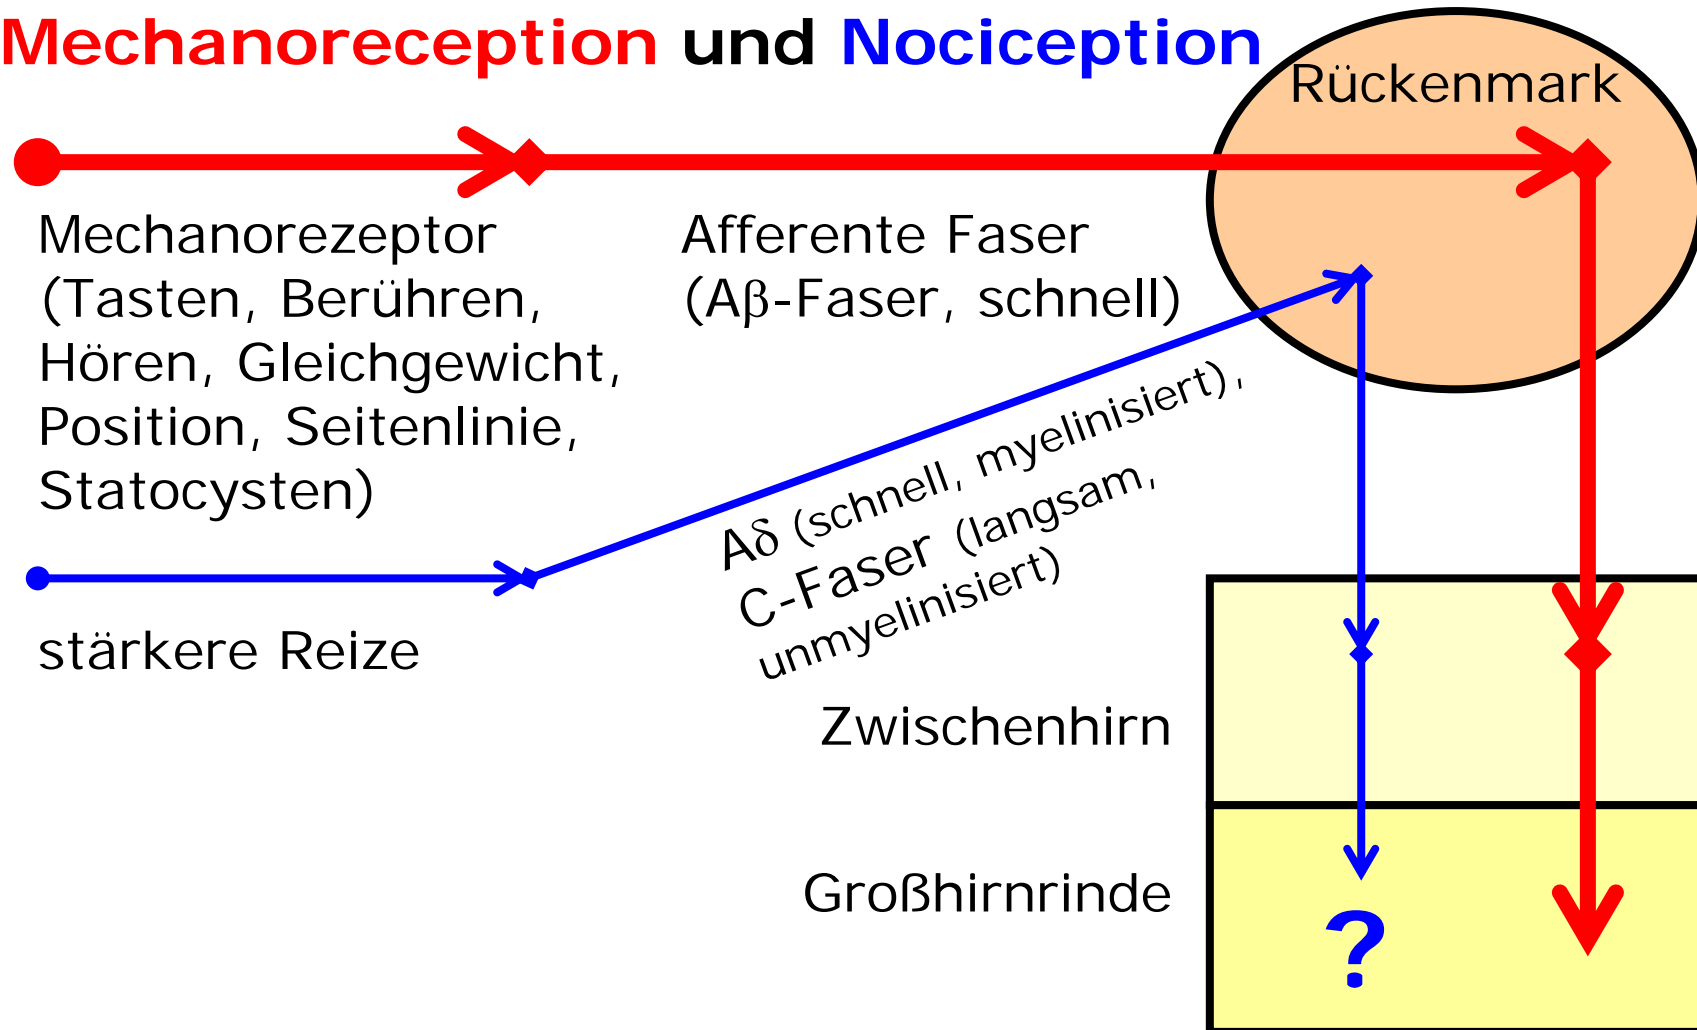 Mechanoreception und Nociception
Rückenmark
Mechanorezeptor
(Tasten, Berühren,
Hören, Gleichgewicht,
Position, Seitenlinie,
Statocysten)
Afferente Faser
(Aβ-Faser, schnell)
Aδ (schnell, myelinisiert),
C-Faser (langsam,
unmyelinisiert)
stärkere Reize
Zwischenhirn
Großhirnrinde
?